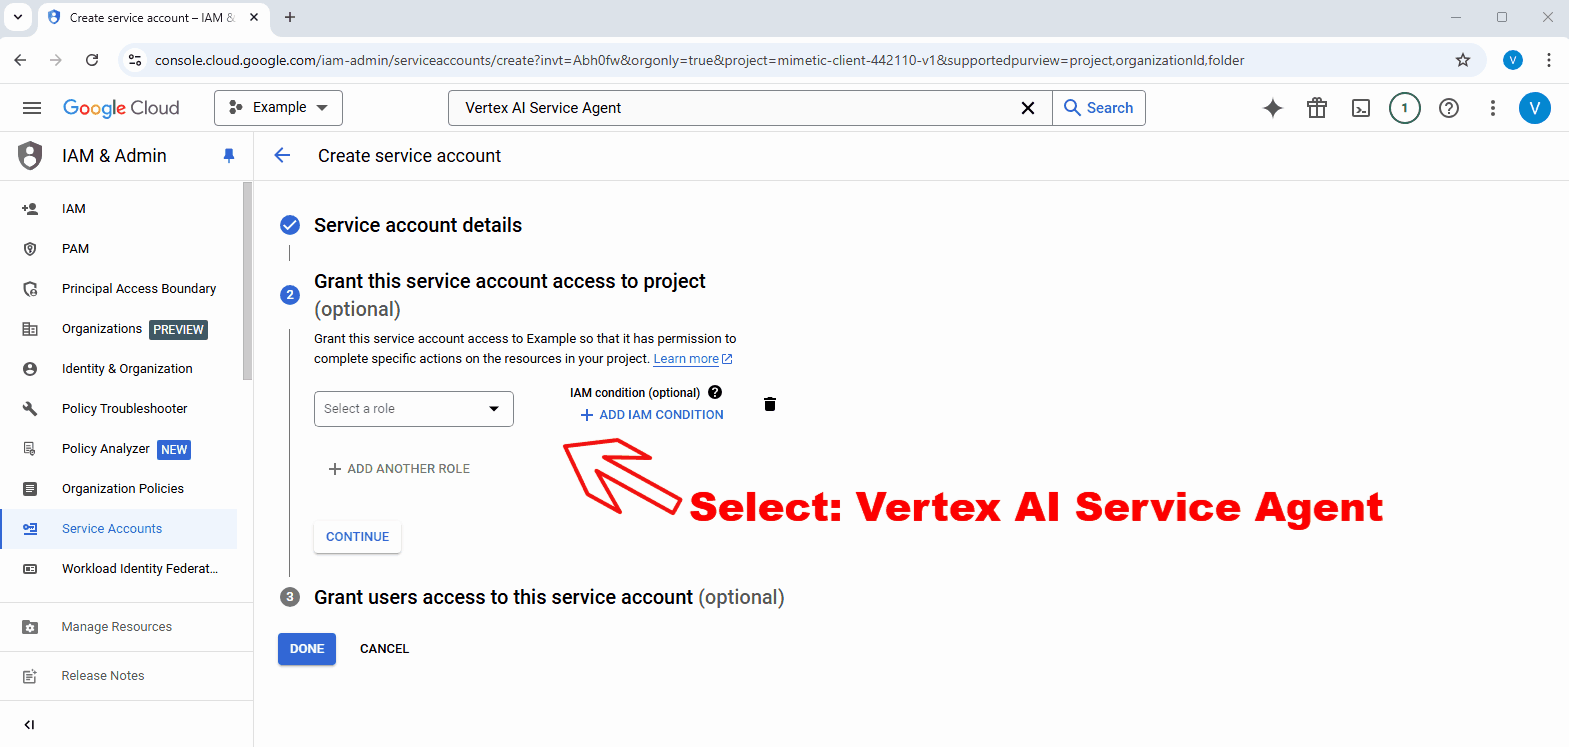 Create service account – IAM &
console.cloud.google.com/iam-admin/serviceaccounts/create?invt=Abh0fw&orgonly=true&project=mimetic-client-442110-v1&supportedpurview=project,organizationId,folder
V
Google Cloud
Example
Vertex AI Service Agent
Search
1
V
IAM & Admin
Create service account
IAM
PAM
Principal Access Boundary
Organizations PREVIEW
Identity & Organization
Policy Troubleshooter
Policy Analyzer NEW
Organization Policies
Service Accounts
Workload Identity Federat...
Manage Resources
Release Notes
Service account details
2
Grant this service account access to project
(optional)
Grant this service account access to Example so that it has permission to
complete specific actions on the resources in your project. Learn more
Select a role
IAM condition (optional)
ADD IAM CONDITION
ADD ANOTHER ROLE
Select: Vertex AI Service Agent
CONTINUE
3
Grant users access to this service account (optional)
DONE
CANCEL